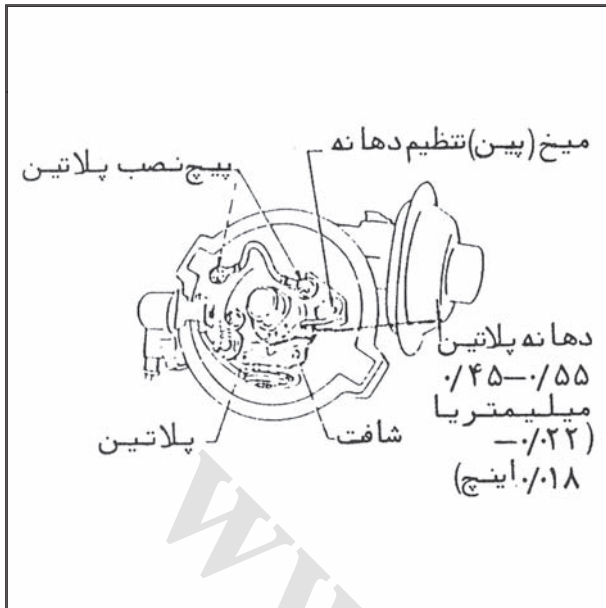 میخ(پین)تنظیم دهانه
پیچ نصب پلاتین
دهانه پلاتین
۰/۴۵–۰/۵۵
میلیمتر یا
(۰/۰۲۲–
۰/۰۱۸ اینچ)
شافت
پلاتین